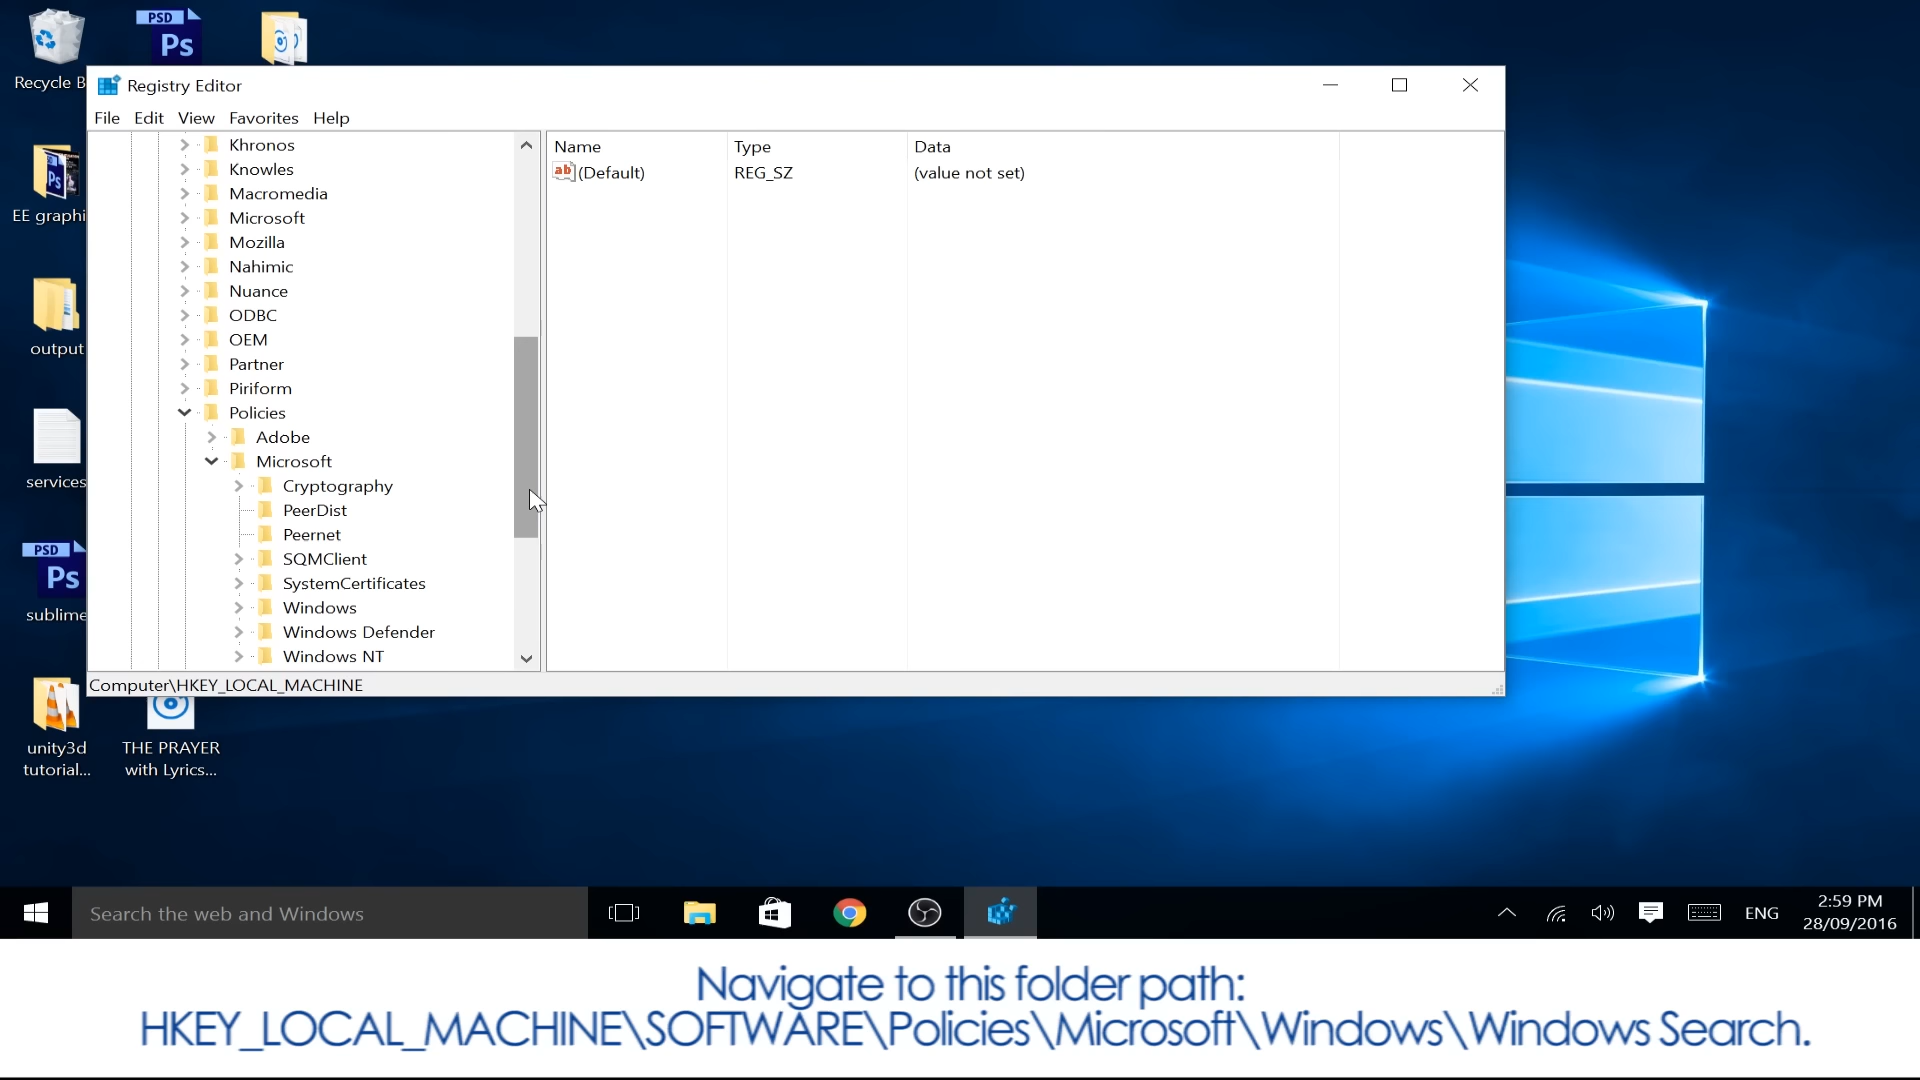 PSD
Ps
Recycle B
Registry Editor
File Edit View Favorites Help
Khronos
Knowles
Macromedia
Microsoft
Mozilla
Nahimic
Nuance
ODBC
OEM
Partner
Piriform
Policies
Adobe
Microsoft
Cryptography
PeerDist
Peernet
SQMClient
SystemCertificates
Windows
Windows Defender
Windows NT
Name Type Data
ab (Default) REG_SZ (value not set)
Computer\HKEY_LOCAL_MACHINE
Ps
EE graphi
output
services
PSD
Ps
sublime
unity3d
tutorial...
THE PRAYER
with Lyrics...
Search the web and Windows
ENG
2:59 PM
28/09/2016
Navigate to this folder path:
HKEY_LOCAL_MACHINE\SOFTWARE\Policies\Microsoft\Windows\Windows Search.